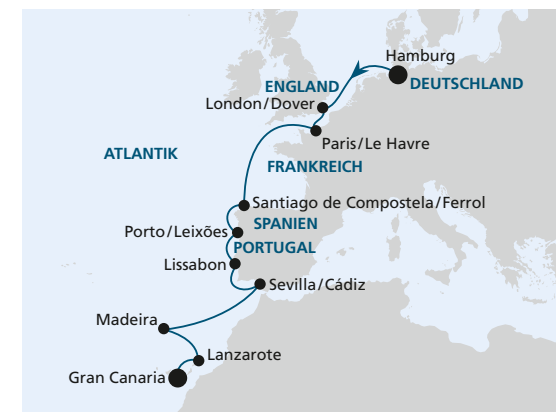 Hamburg
DEUTSCHLAND
ENGLAND
London/Dover
Paris/Le Havre
ATLANTIK
FRANKREICH
Santiago de Compostela/Ferrol
SPANIEN
Porto/Leixões
PORTUGAL
Lissabon
Sevilla/Cádiz
Madeira
Lanzarote
Gran Canaria